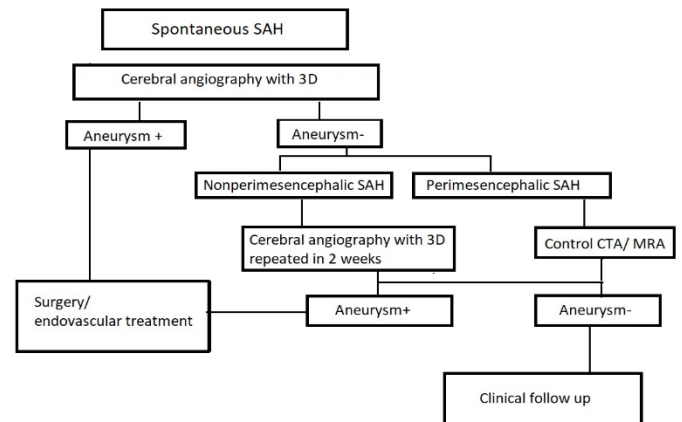 Spontaneous SAH
Cerebral angiography with 3D
Aneurysm +
Aneurysm-
Nonperimesencephalic SAH
Perimesencephalic SAH
Cerebral angiography with 3D
repeated in 2 weeks
Control CTA/ MRA
Surgery/
endovascular treatment
Aneurysm+
Aneurysm-
Clinical follow up